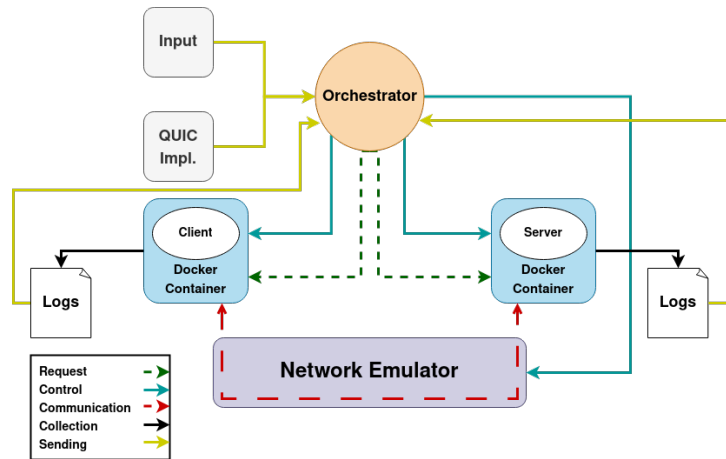 Input
QUIC
Impl.
Orchestrator
Client
Docker
Container
Server
Docker
Container
Logs
Logs
Network Emulator
Request
Control
Communication
Collection
Sending